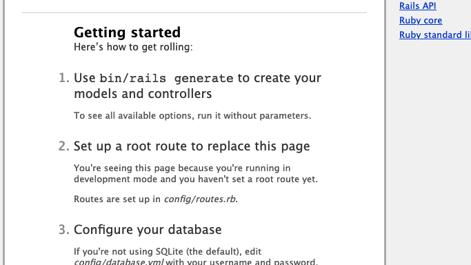 Getting started
Here's how to get rolling:
1. Use bin/rails generate to create your
models and controllers
To see all available options, run it without parameters.
2. Set up a root route to replace this page
You're seeing this page because you're running in
development mode and you haven't set a root route yet.
Routes are set up in config/routes.rb.
3. Configure your database
If you're not using SQLite (the default), edit
config/database.yml with your username and password.
Rails API
Ruby core
Ruby standard